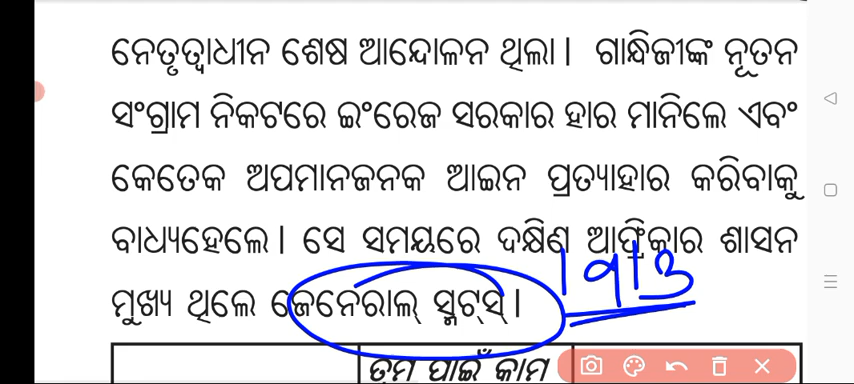 ନେତୃତ୍ୱାଧୀନ ଶେଷ ଆନ୍ଦୋଳନ ଥିଲା। ଗାନ୍ଧିଜୀଙ୍କ ନୂତନ
ସଂଗ୍ରାମ ନିକଟରେ ଇଂରେଜ ସରକାର ହାର ମାନିଲେ ଏବଂ
କେତେକ ଅପମାନଜନକ ଆଇନ ପ୍ରତ୍ୟାହାର କରିବାକୁ
ବାଧ୍ୟହେଲେ। ସେ ସମୟରେ ଦକ୍ଷିଣ ଆଫ୍ରିକାର ଶାସନ
ମୁଖ୍ୟ ଥିଲେ ଜେନେରାଲ୍ ସ୍ମଟ୍‌ସ୍।
1913
ତୁମ ପାଇଁ କାମ